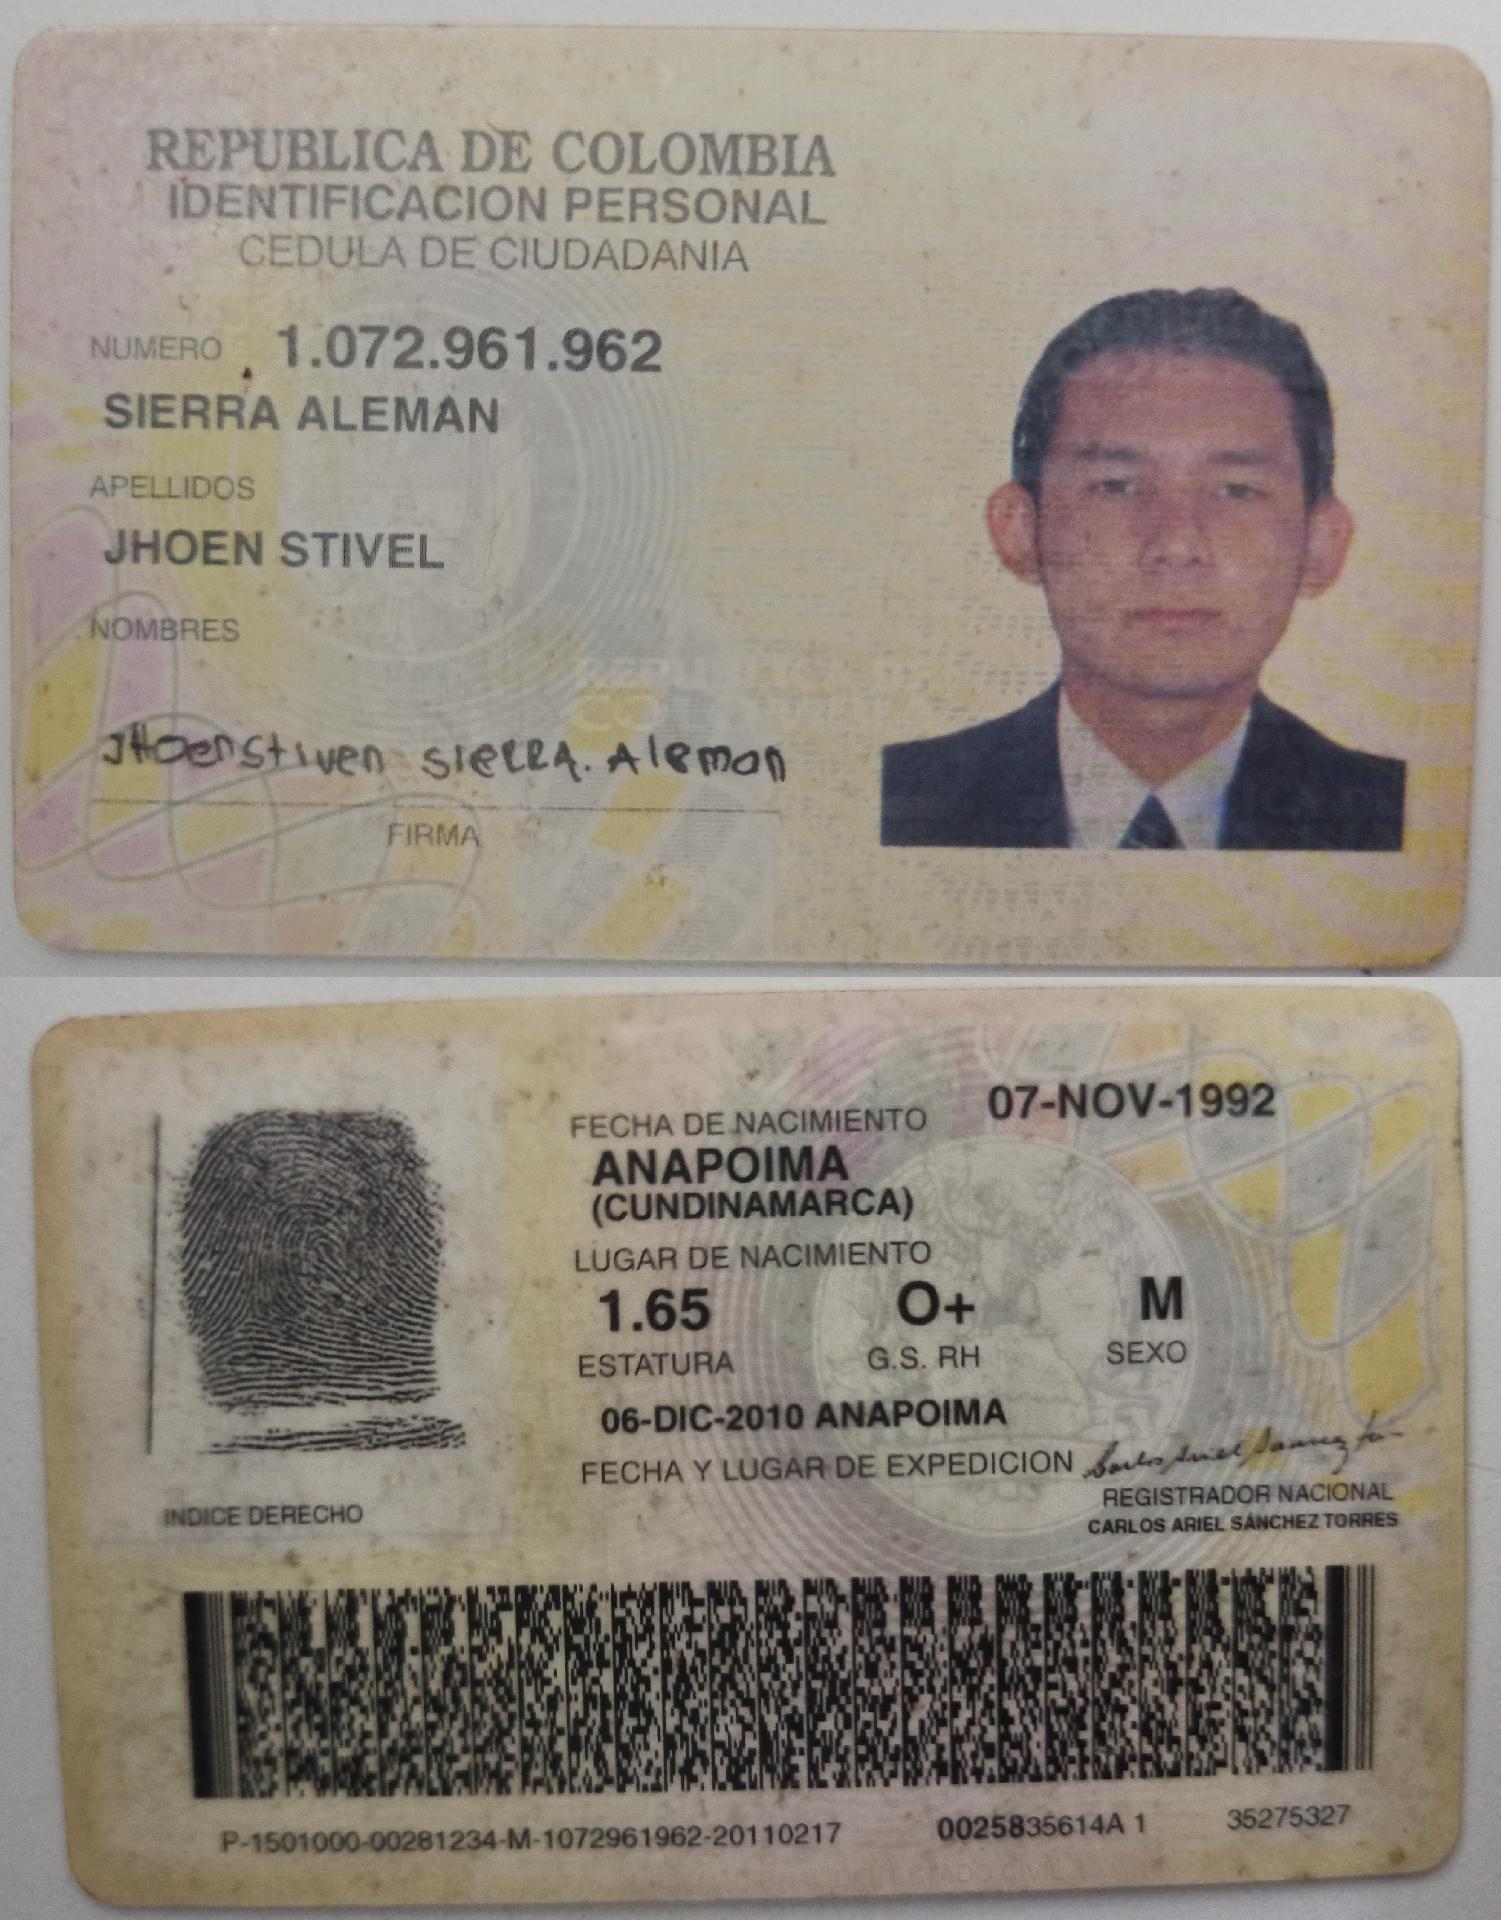 REPUBLICA DE COLOMBIA
IDENTIFICACION PERSONAL
CEDULA DE CIUDADANIA
NUMERO 1.072.961.962
SIERRA ALEMAN
APELLIDOS
JHOEN STIVEL
NOMBRES
JHoenstiven SIERRA. Aleman
FIRMA
REPUBLICA DE
COLOMBIA
07-NOV-1992
FECHA DE NACIMIENTO
ANAPOIMA
(CUNDINAMARCA)
LUGAR DE NACIMIENTO
1.65 O+ M
ESTATURA G.S. RH SEXO
06-DIC-2010 ANAPOIMA
FECHA Y LUGAR DE EXPEDICION
INDICE DERECHO
REGISTRADOR NACIONAL
CARLOS ARIEL SÁNCHEZ TORRES
P-1501000-00281234-M-1072961962-20110217 0025835614A 1 35275327